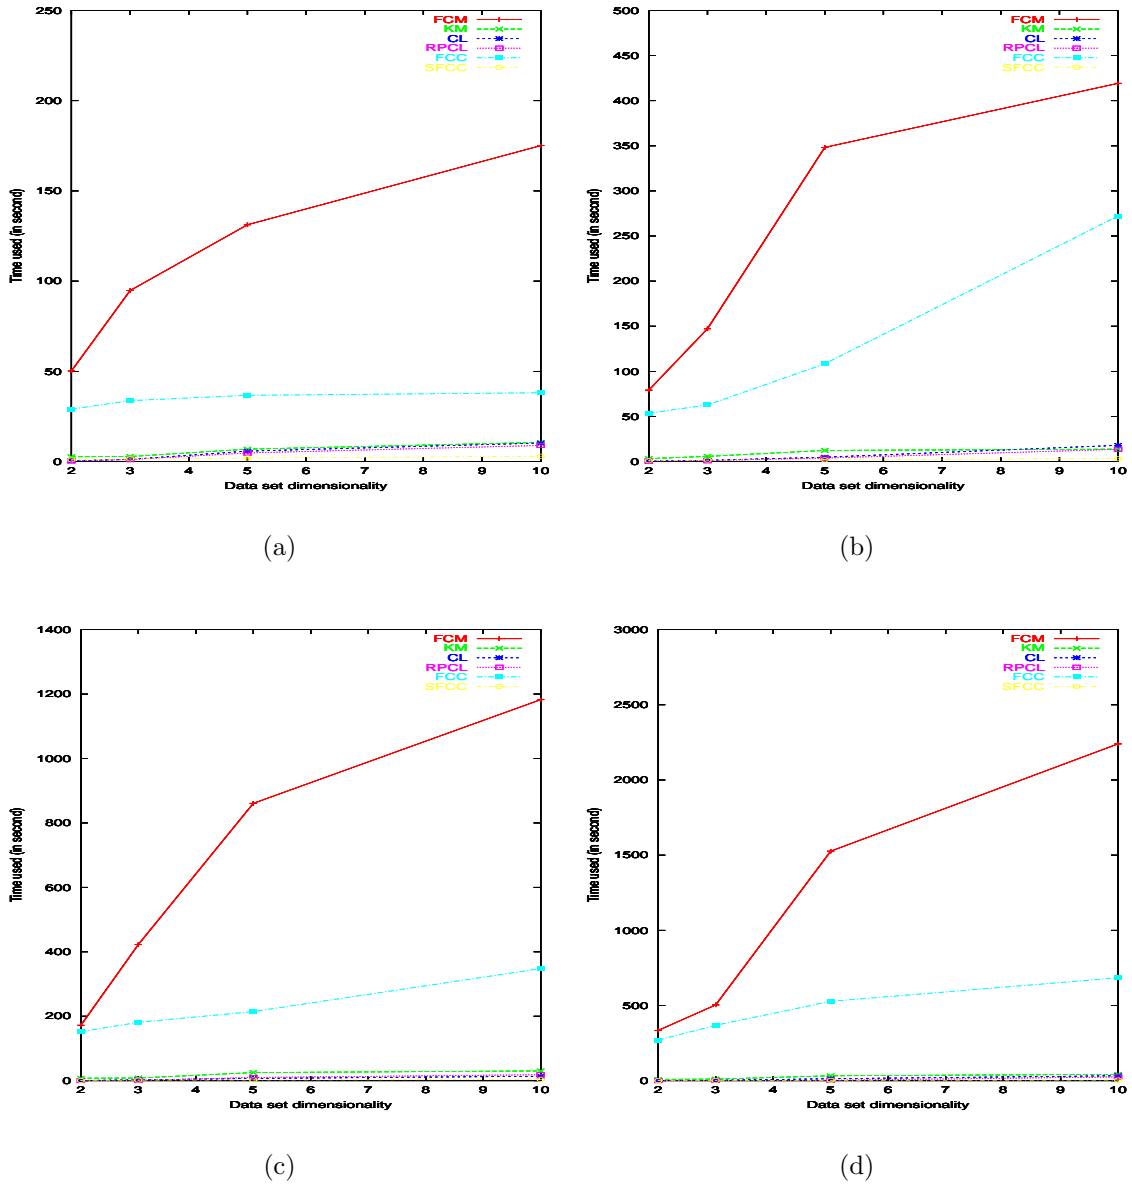 250
200
150
100
50
0
Time used (in second)
FCM
KM
CL
RPCL
FCC
SFCC
2 3 4 5 6 7 8 9 10
Data set dimensionality
(a)
500
450
400
350
300
250
200
150
100
50
0
Time used (in second)
FCM
KM
CL
RPCL
FCC
SFCC
2 3 4 5 6 7 8 9 10
Data set dimensionality
(b)
1400
1200
1000
800
600
400
200
0
Time used (in second)
FCM
KM
CL
RPCL
FCC
SFCC
2 3 4 5 6 7 8 9 10
Data set dimensionality
(c)
3000
2500
2000
1500
1000
500
0
Time used (in second)
FCM
KM
CL
RPCL
FCC
SFCC
2 3 4 5 6 7 8 9 10
Data set dimensionality
(d)